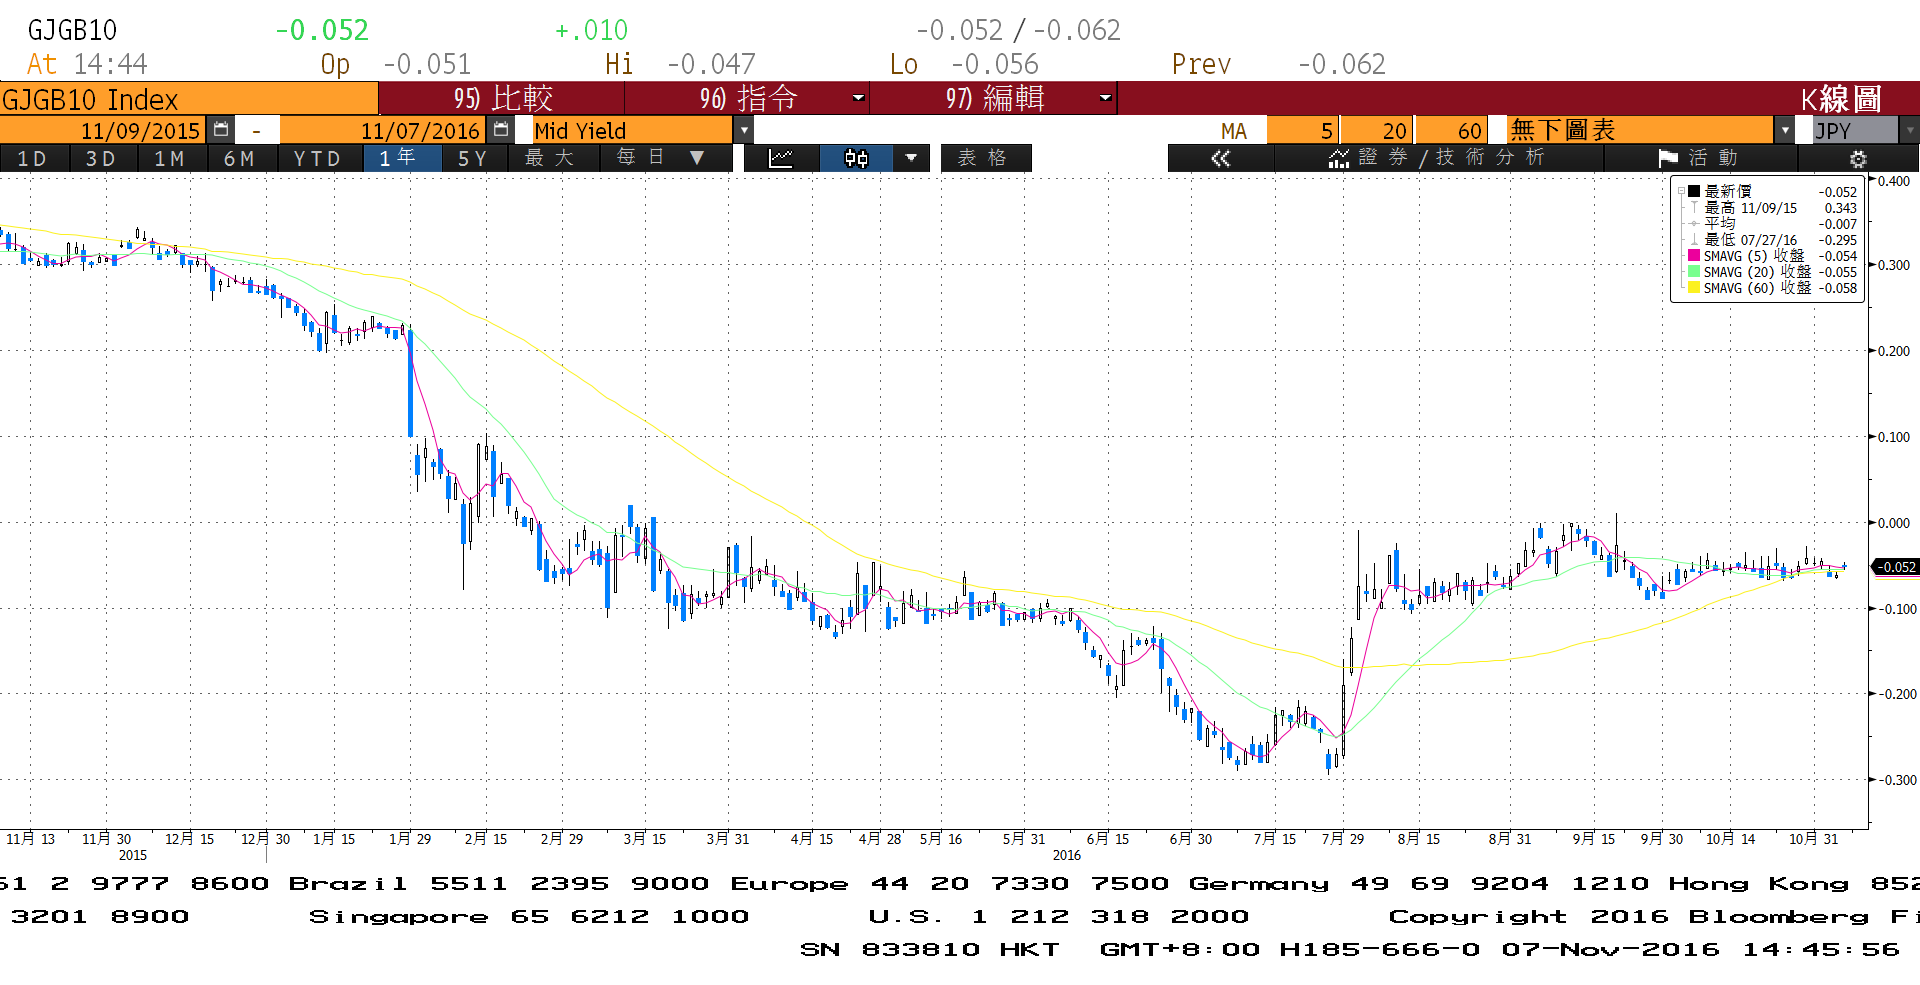 GJGB10 -0.052 +.010 -0.052 / -0.062
At 14:44 Op -0.051 Hi -0.047 Lo -0.056 Prev -0.062
GJGB10 Index 95) 比較 96) 指令 97) 編輯 K線圖
11/09/2015 - 11/07/2016 Mid Yield MA 5 20 60 無下圖表 JPY
1D 3D 1M 6M YTD 1年 5Y 最大 每日 ▼ 表格 « 證券/技術分析 活動
最新價 -0.052
最高 11/09/15 0.343
平均 -0.007
最低 07/27/16 -0.295
SMAVG (5) 收盤 -0.054
SMAVG (20) 收盤 -0.055
SMAVG (60) 收盤 -0.058
0.400
0.300
0.200
0.100
0.000
-0.052
-0.100
-0.200
-0.300
11月 13 11月 30 12月 15 12月 30 1月 15 1月 29 2月 15 2月 29 3月 15 3月 31 4月 15 4月 28 5月 16 5月 31 6月 15 6月 30 7月 15 7月 29 8月 15 8月 31 9月 15 9月 30 10月 14 10月 31
2015 2016
61 2 9777 8600 Brazil 5511 2395 9000 Europe 44 20 7330 7500 Germany 49 69 9204 1210 Hong Kong 852
3201 8900 Singapore 65 6212 1000 U.S. 1 212 318 2000 Copyright 2016 Bloomberg Fi
SN 833810 HKT GMT+8:00 H185-666-0 07-Nov-2016 14:45:56